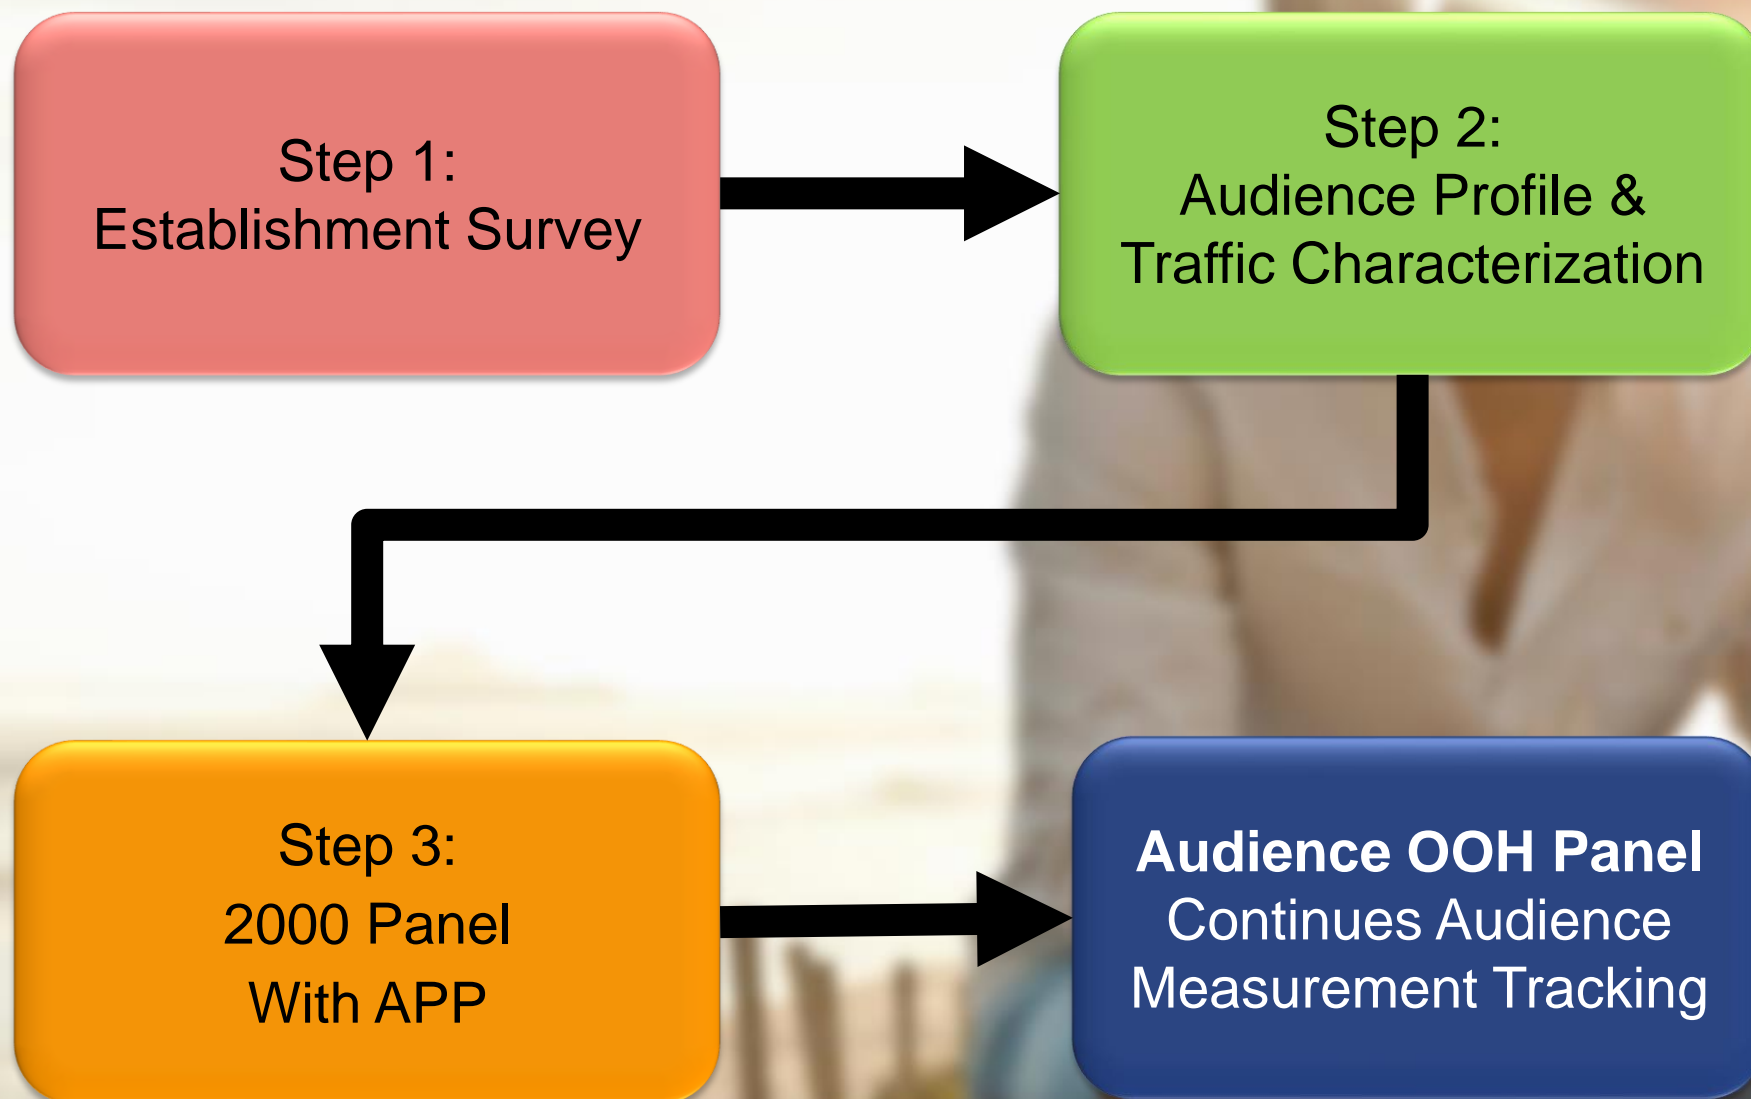 Step 1:
Establishment Survey
Step 2:
Audience Profile &
Traffic Characterization
Step 3:
2000 Panel
With APP
Audience OOH Panel
Continues Audience
Measurement Tracking